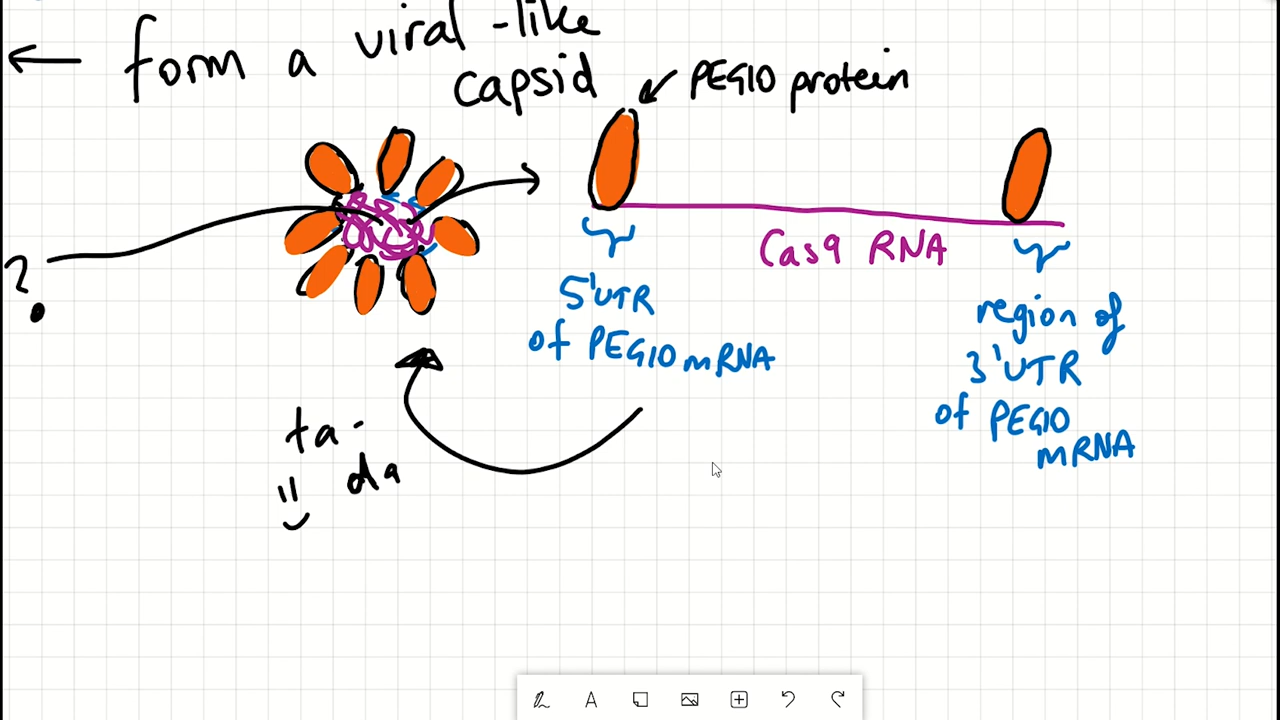 ← form a viral-like
capsid
PEG10 protein
?
Cas9 RNA
5'UTR
of PEG10 mRNA
region of
3'UTR
of PEG10
mRNA
ta-
da
A